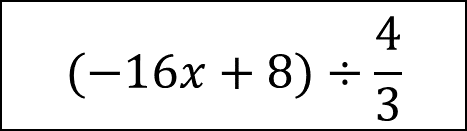 (−16x + 8) ÷ 4/3